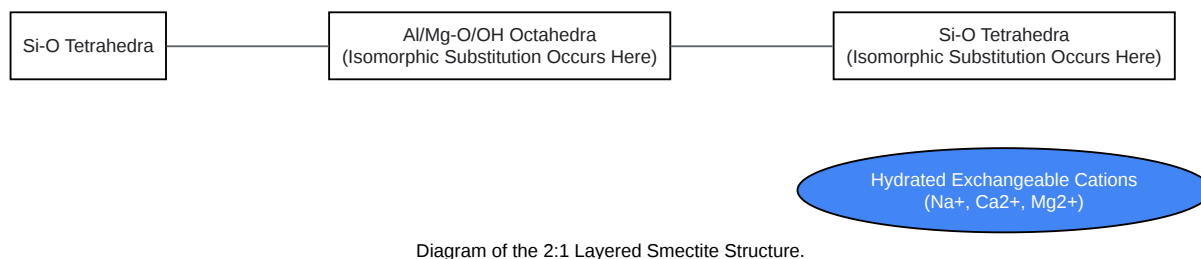 Si-O Tetrahedra
Al/Mg-O/OH Octahedra
(Isomorphic Substitution Occurs Here)
Si-O Tetrahedra
(Isomorphic Substitution Occurs Here)
Hydrated Exchangeable Cations
(Na+, Ca2+, Mg2+)
Diagram of the 2:1 Layered Smectite Structure.